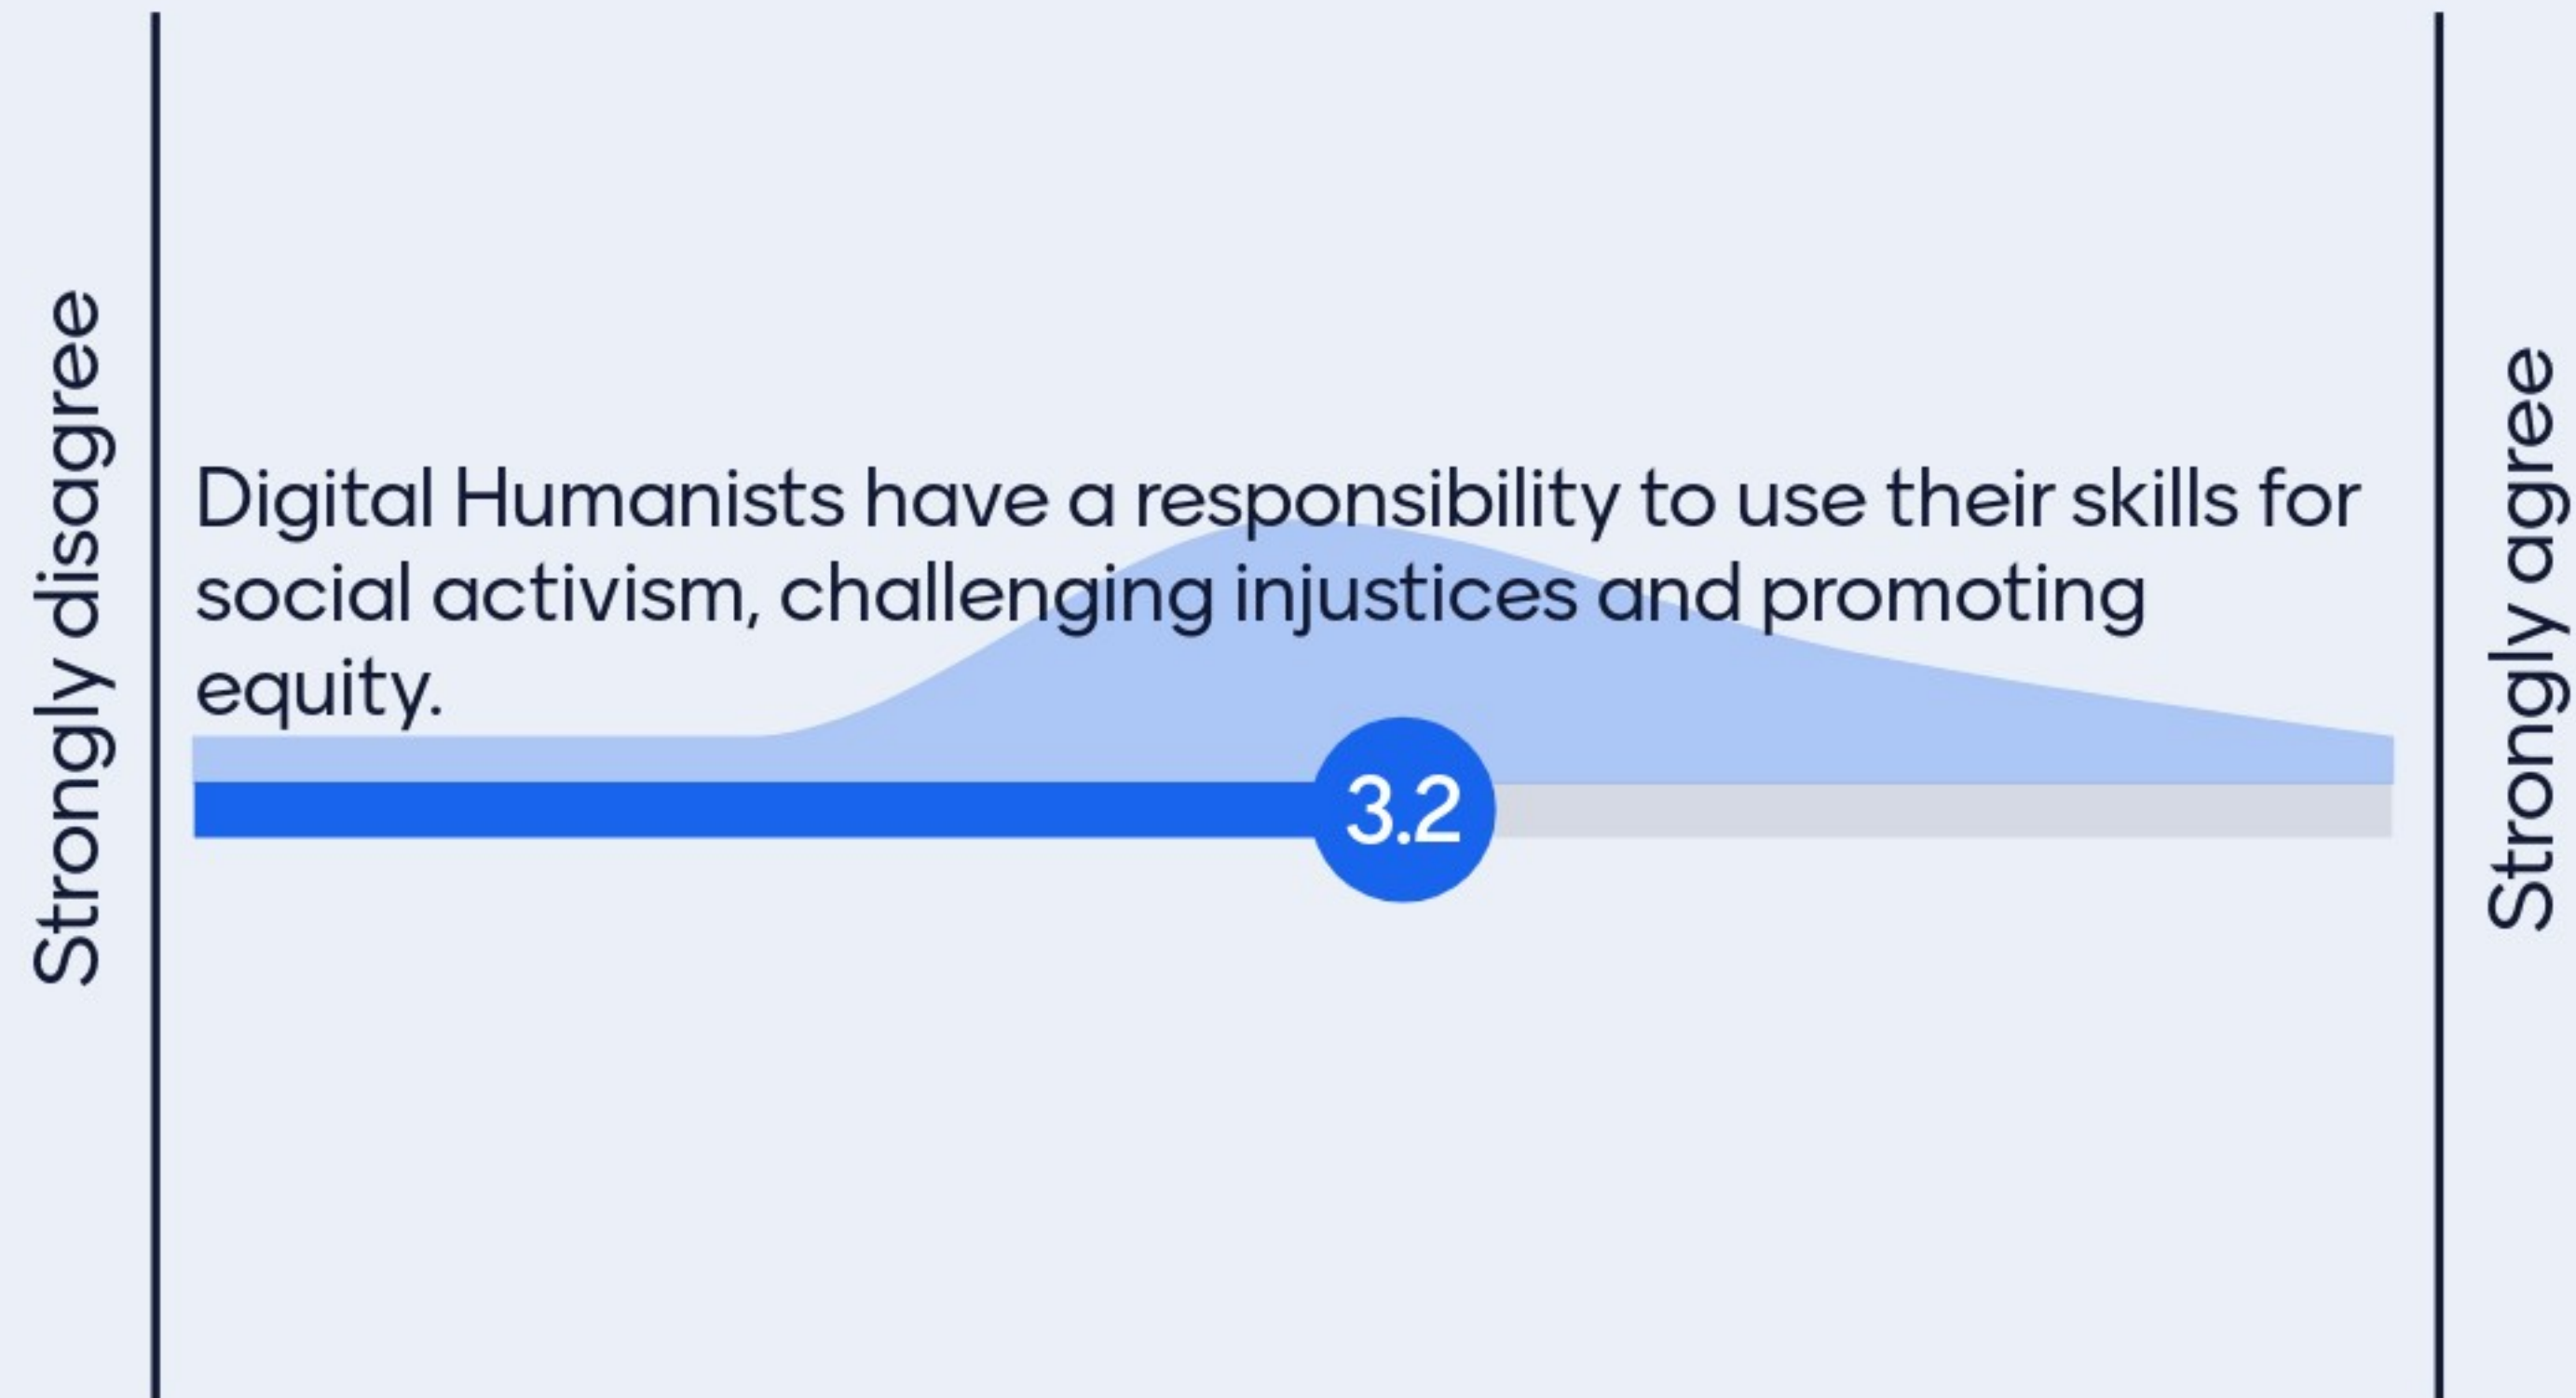 Strongly disagree
Digital Humanists have a responsibility to use their skills for
social activism, challenging injustices and promoting
equity.
3.2
Strongly agree